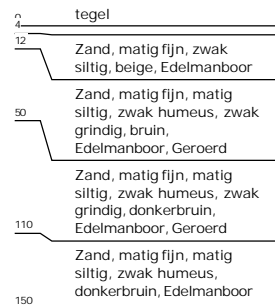 0
tegel
4
12
Zand, matig fijn, zwak
siltig, beige, Edelmanboor
50
Zand, matig fijn, matig
siltig, zwak humeus, zwak
grindig, bruin,
Edelmanboor, Geroerd
110
Zand, matig fijn, matig
siltig, zwak humeus, zwak
grindig, donkerbruin,
Edelmanboor, Geroerd
150
Zand, matig fijn, matig
siltig, zwak humeus,
donkerbruin, Edelmanboor